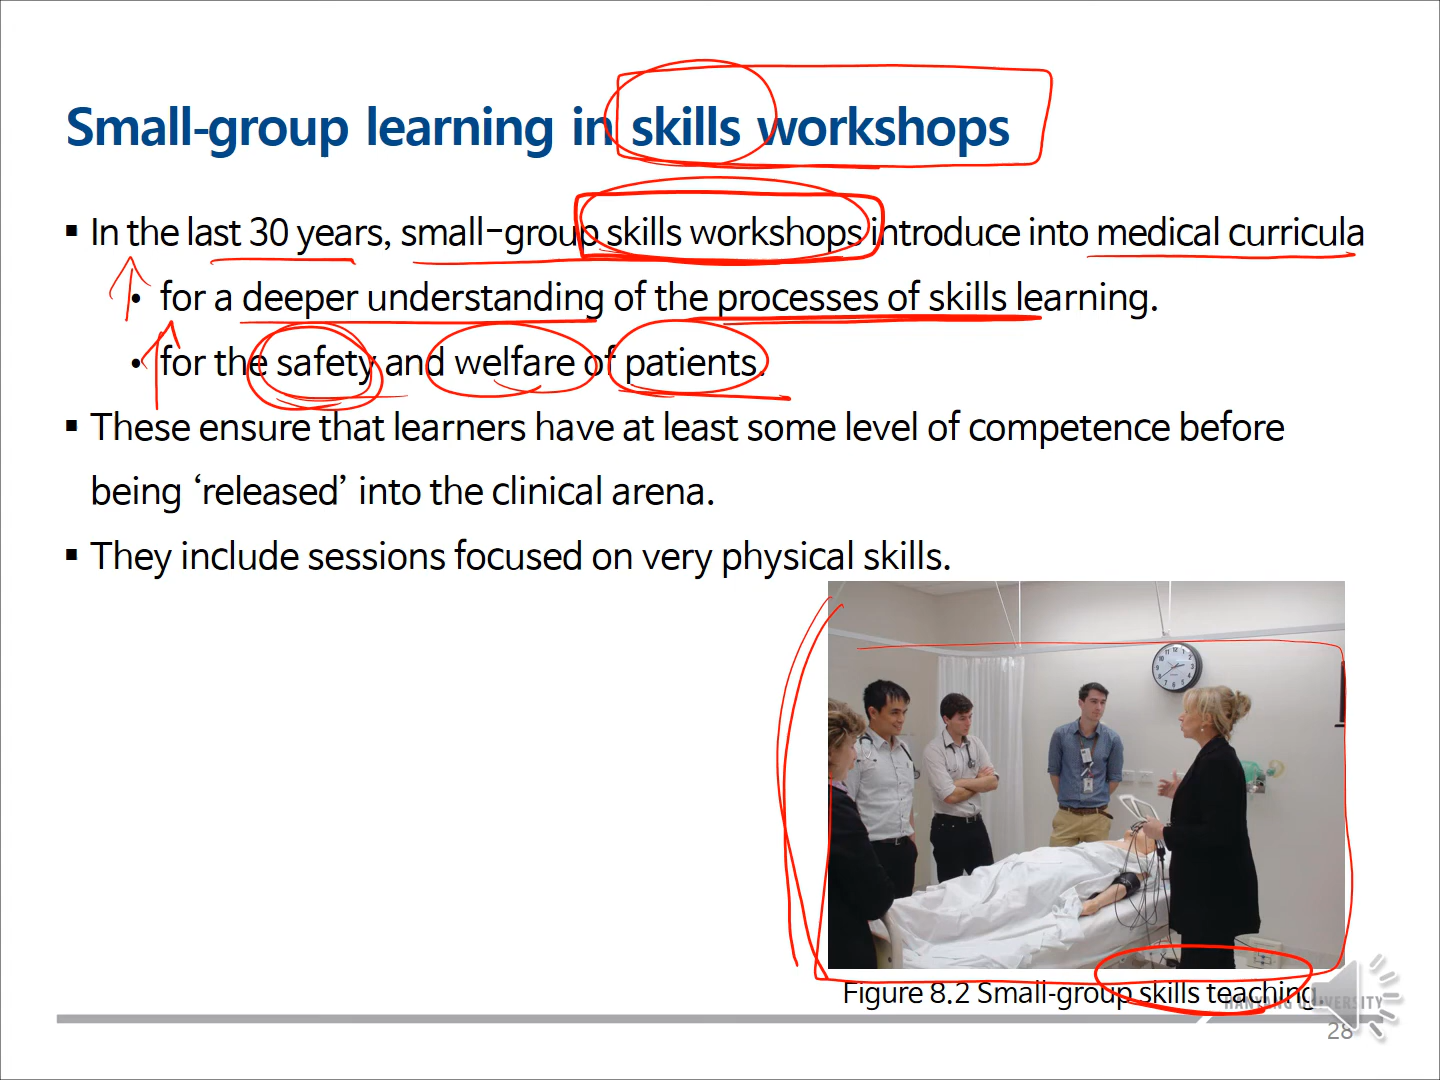 Small-group learning in skills workshops
▪ In the last 30 years, small-group skills workshops introduce into medical curricula
• for a deeper understanding of the processes of skills learning.
• for the safety and welfare of patients.
▪ These ensure that learners have at least some level of competence before
being ‘released’ into the clinical arena.
▪ They include sessions focused on very physical skills.
Figure 8.2 Small-group skills teaching.
HANYANG UNIVERSITY
28